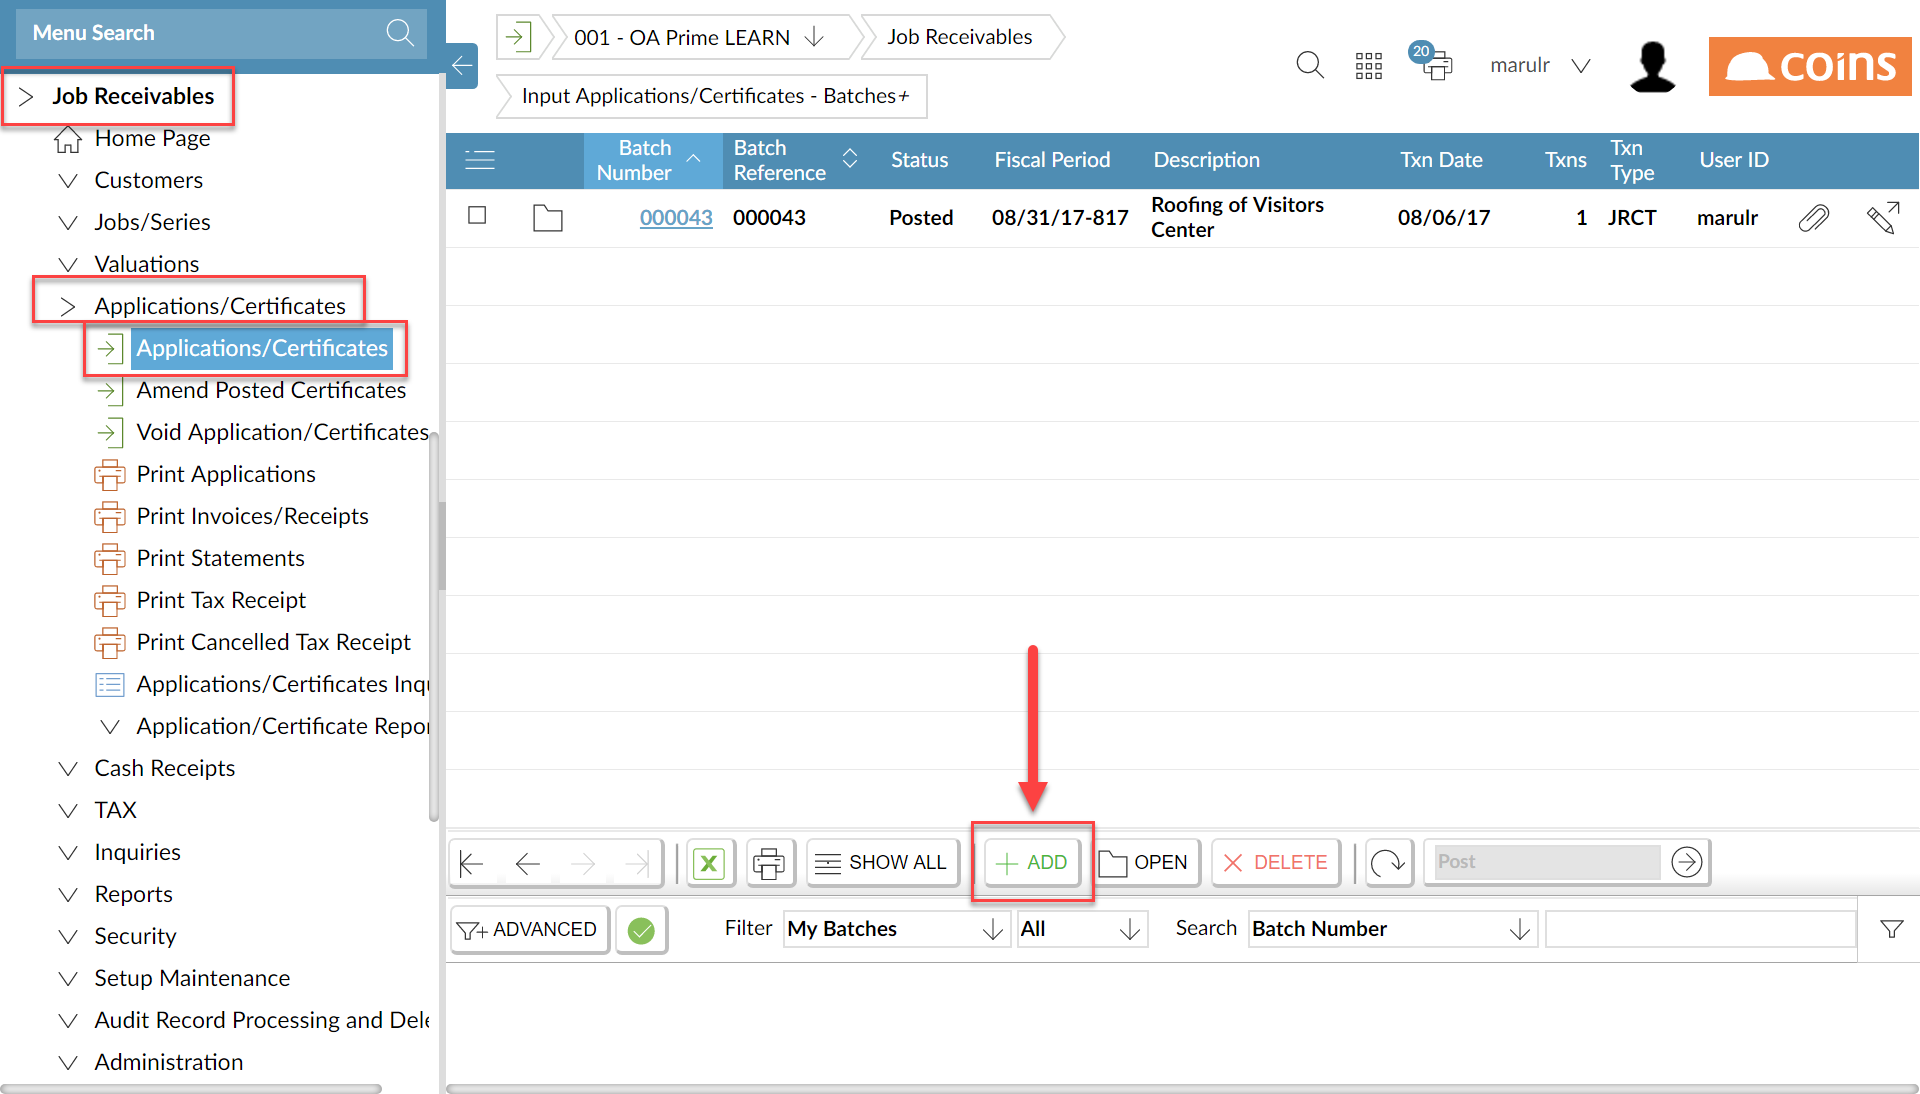 Menu Search
Job Receivables
Home Page
Customers
Jobs/Series
Valuations
Applications/Certificates
Applications/Certificates
Amend Posted Certificates
Void Application/Certificates
Print Applications
Print Invoices/Receipts
Print Statements
Print Tax Receipt
Print Cancelled Tax Receipt
Applications/Certificates Inq
Application/Certificate Repo
Cash Receipts
TAX
Inquiries
Reports
Security
Setup Maintenance
Audit Record Processing and Dele
Administration
001 - OA Prime LEARN
Job Receivables
Input Applications/Certificates - Batches+
20
marulr
coins
Batch Number
Batch Reference
Status
Fiscal Period
Description
Txn Date
Txns
Txn Type
User ID
000043
000043
Posted
08/31/17-817
Roofing of Visitors
Center
08/06/17
1
JRCT
marulr
X
SHOW ALL
ADD
OPEN
DELETE
Post
ADVANCED
Filter
My Batches
All
Search
Batch Number